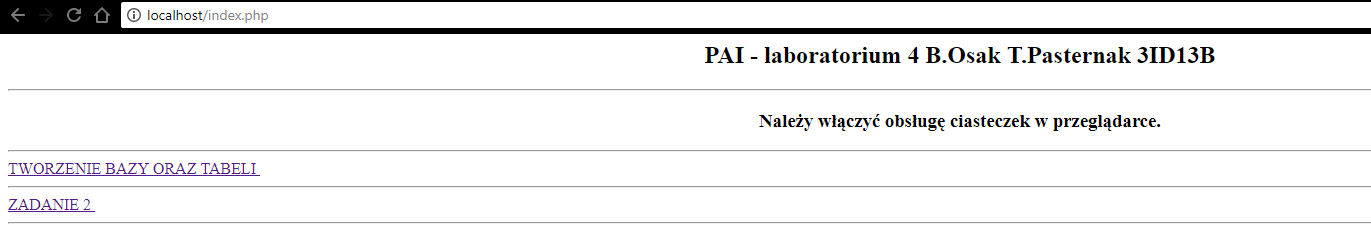 localhost/index.php
PAI - laboratorium 4 B.Osak T.Pasternak 3ID13B
Należy włączyć obsługę ciasteczek w przeglądarce.
TWORZENIE BAZY ORAZ TABELI
ZADANIE 2